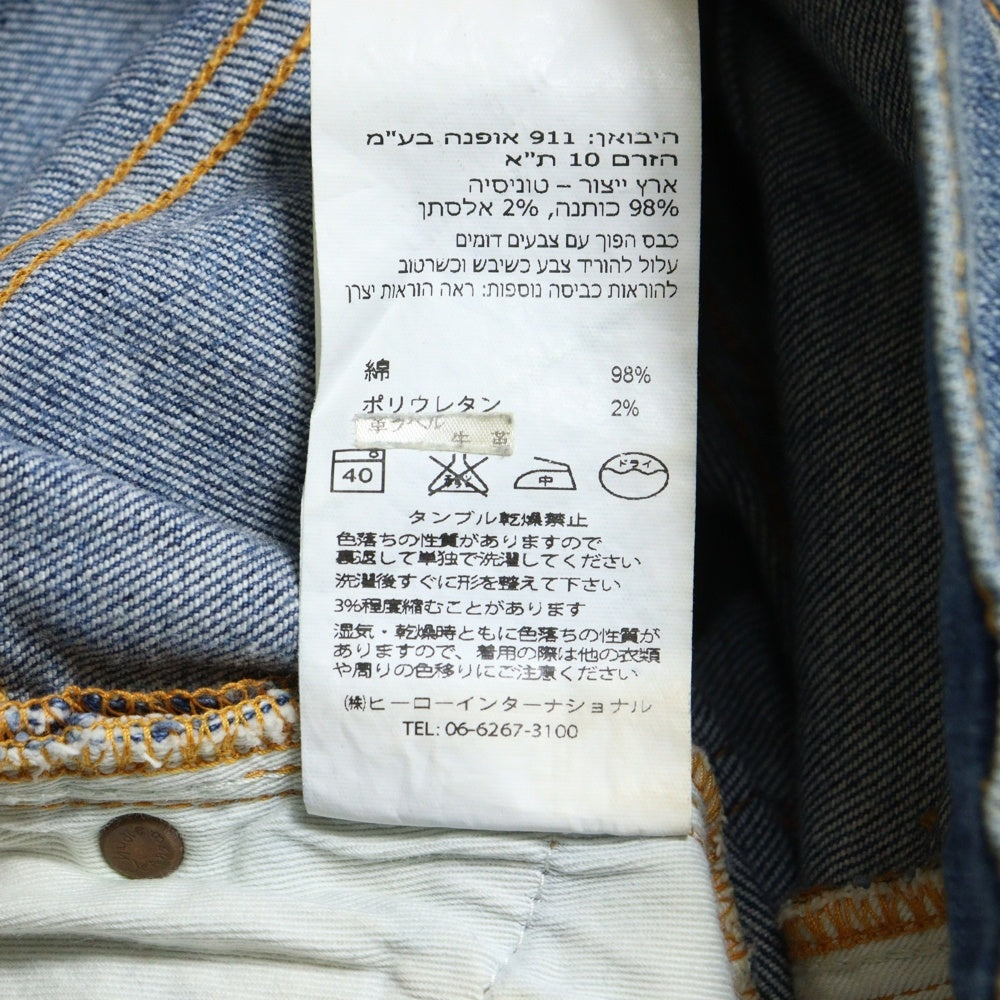 היבואן: 911 אופנה בע"מ
הזרם 10 ת"א
ארץ ייצור – טוניסיה
98% כותנה, 2% אלסתן
כבס הפוך עם צבעים דומים
עלול להוריד צבע כשיבש וכשרטוב
להוראות כביסה נוספות: ראה הוראות יצרן
綿 98%
ポリウレタン 2%
革ラベル
牛 革
40 中 ドライ
タンブル乾燥禁止
色落ちの性質がありますので
裏返して単独で洗濯してください
洗濯後すぐに形を整えて下さい
3%程度縮むことがあります
湿気・乾燥時ともに色落ちの性質が
ありますので、着用の際は他の衣類
や周りの色移りにご注意ください
㈱ヒーローインターナショナル
TEL: 06-6267-3100